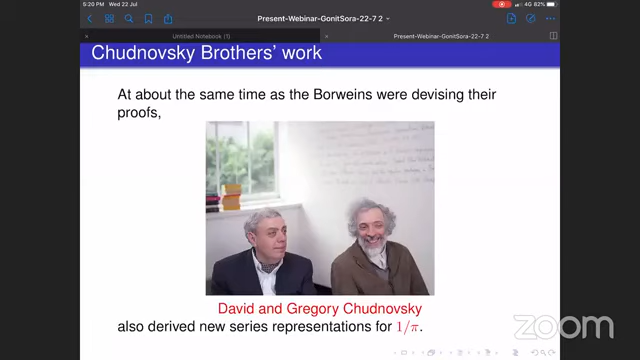 5:20 PM Wed 22 Jul
Present-Webinar-GonitSora-22-7 2
4G 82%
Untitled Notebook (1)
Present-Webinar-GonitSora-22-7 2
Chudnovsky Brothers' work
At about the same time as the Borweins were devising their
proofs,
David and Gregory Chudnovsky
also derived new series representations for 1/π.
zoom